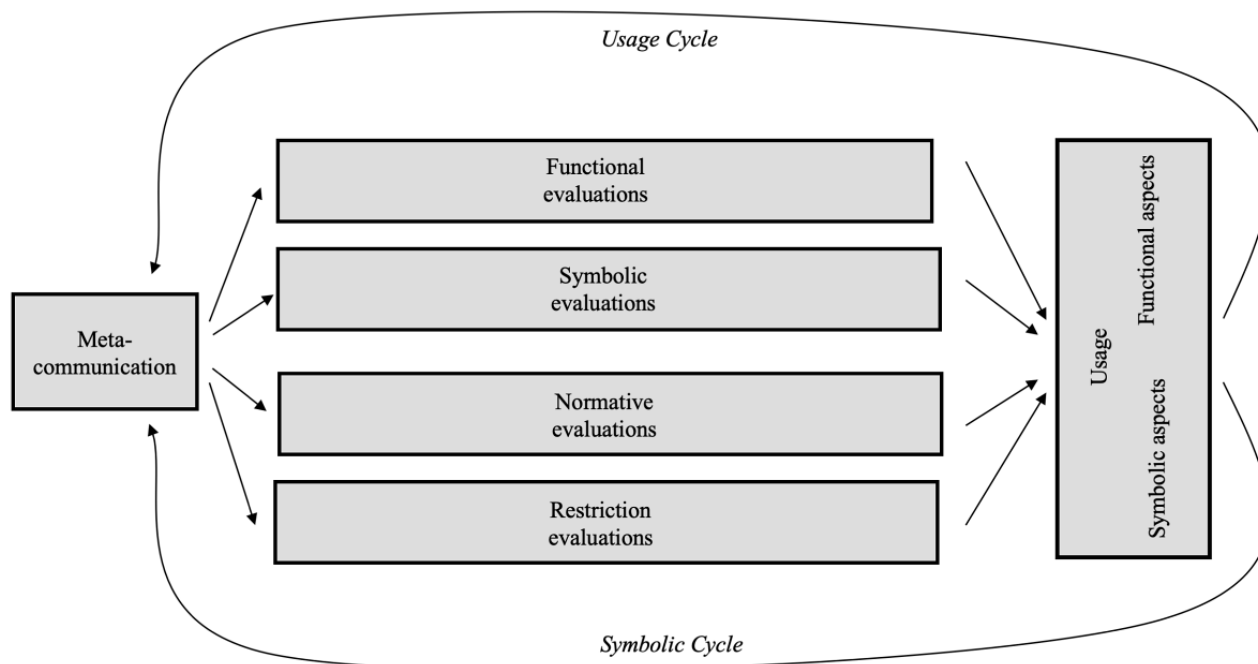 Usage Cycle
Functional
evaluations
Symbolic
evaluations
Meta-
communication
Normative
evaluations
Restriction
evaluations
Usage
Functional aspects
Symbolic aspects
Symbolic Cycle